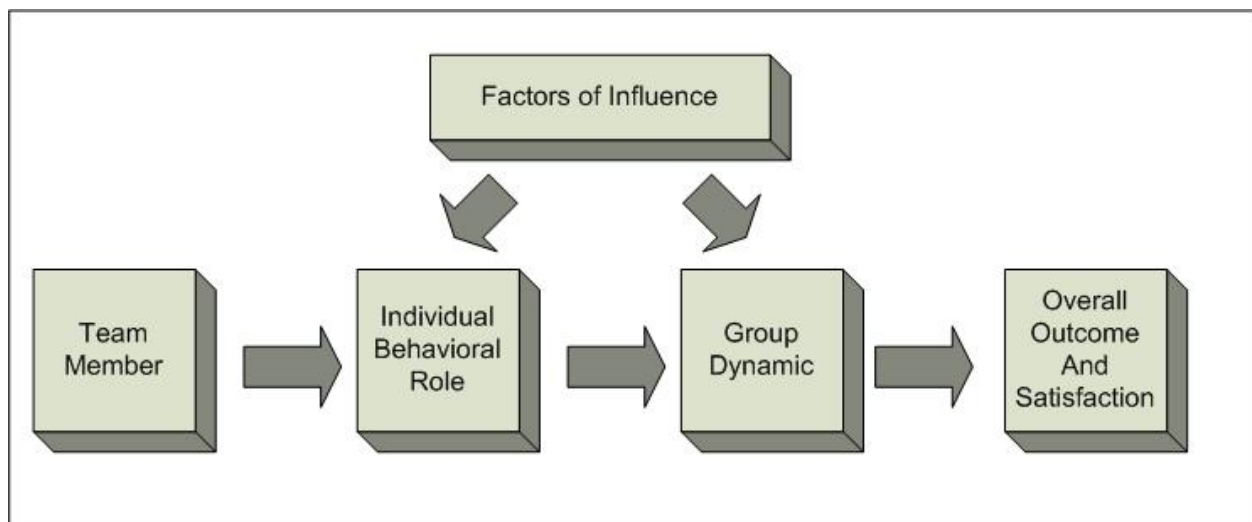 Factors of Influence
Team
Member
Individual
Behavioral
Role
Group
Dynamic
Overall
Outcome
And
Satisfaction